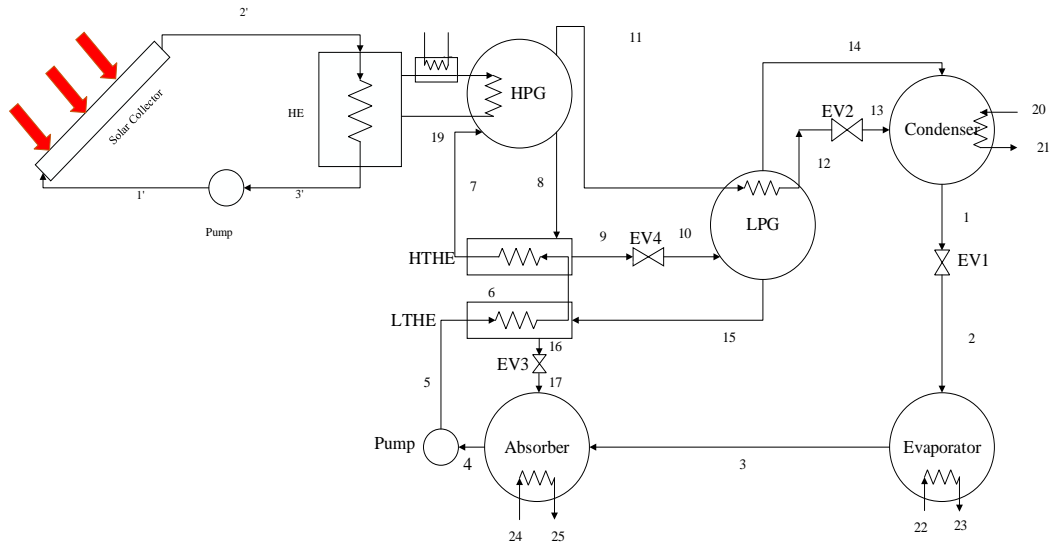 2'
11
14
HPG
EV2
13
20
HE
Solar Collector
Condenser
19
21
12
7
8
1'
3'
LPG
1
Pump
9
EV4
10
HTHE
EV1
6
LTHE
15
2
16
EV3
5
17
Pump
Absorber
Evaporator
4
3
24
25
22
23